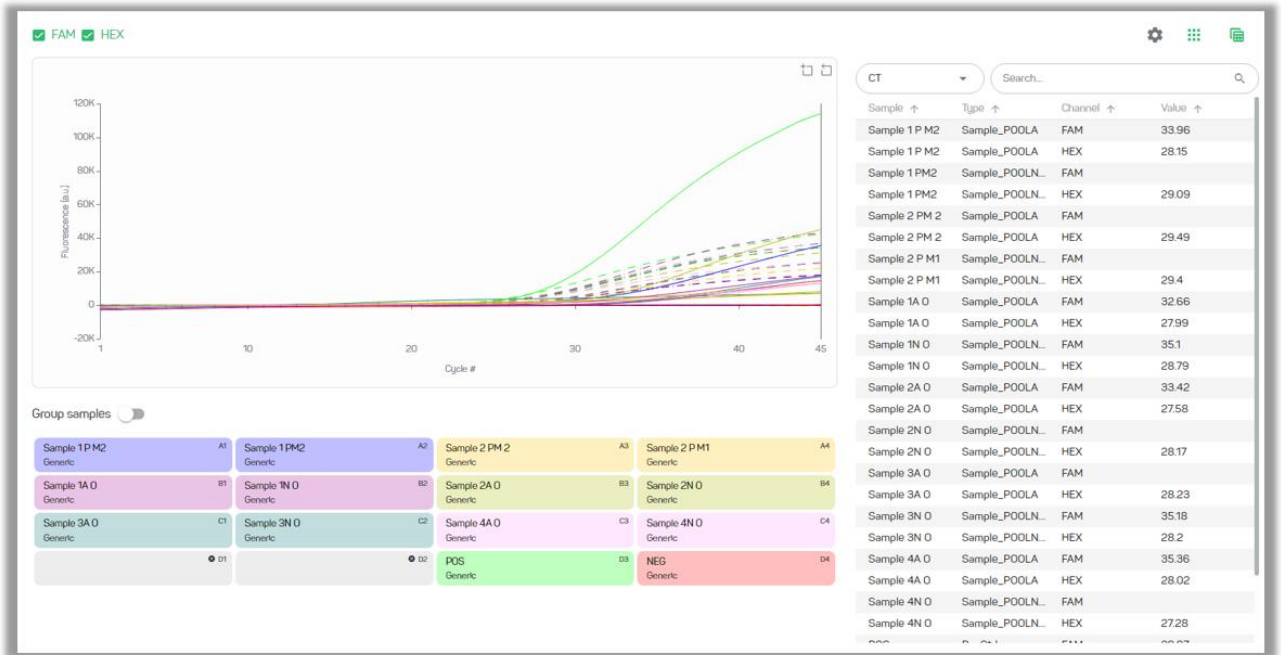 FAM HEX
120K
100K
80K
60K
40K
20K
0
-20K
Fluorescence [a.u.]
1 10 20 30 40 45
Cycle #
Group samples
Sample 1 P M2 A1
Generic
Sample 1 PM2 A2
Generic
Sample 2 PM 2 A3
Generic
Sample 2 P M1 A4
Generic
Sample 1A O B1
Generic
Sample 1N O B2
Generic
Sample 2A O B3
Generic
Sample 2N O B4
Generic
Sample 3A O C1
Generic
Sample 3N O C2
Generic
Sample 4A O C3
Generic
Sample 4N O C4
Generic
D1
D2
POS D3
Generic
NEG D4
Generic
CT Search...
Sample Type Channel Value
Sample 1 P M2 Sample_POOLA FAM 33.96
Sample 1 P M2 Sample_POOLA HEX 28.15
Sample 1 PM2 Sample_POOLN... FAM
Sample 1 PM2 Sample_POOLN... HEX 29.09
Sample 2 PM 2 Sample_POOLA FAM
Sample 2 PM 2 Sample_POOLA HEX 29.49
Sample 2 P M1 Sample_POOLN... FAM
Sample 2 P M1 Sample_POOLN... HEX 29.4
Sample 1A O Sample_POOLA FAM 32.66
Sample 1A O Sample_POOLA HEX 27.99
Sample 1N O Sample_POOLN... FAM 35.1
Sample 1N O Sample_POOLN... HEX 28.79
Sample 2A O Sample_POOLA FAM 33.42
Sample 2A O Sample_POOLA HEX 27.58
Sample 2N O Sample_POOLN... FAM
Sample 2N O Sample_POOLN... HEX 28.17
Sample 3A O Sample_POOLA FAM
Sample 3A O Sample_POOLA HEX 28.23
Sample 3N O Sample_POOLN... FAM 35.18
Sample 3N O Sample_POOLN... HEX 28.2
Sample 4A O Sample_POOLA FAM 35.36
Sample 4A O Sample_POOLA HEX 28.02
Sample 4N O Sample_POOLN... FAM
Sample 4N O Sample_POOLN... HEX 27.28